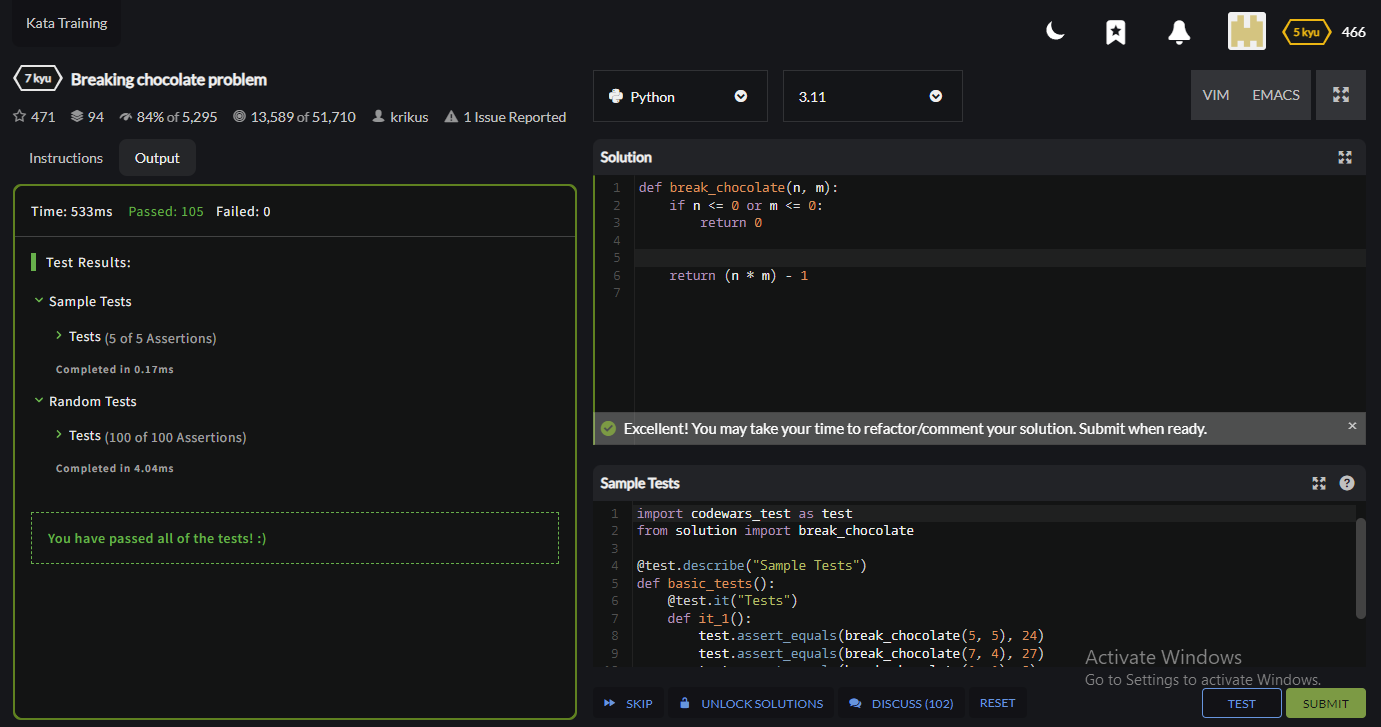 Kata Training
5 kyu 466
7 kyu Breaking chocolate problem
471 94 84% of 5,295 13,589 of 51,710 krikus 1 Issue Reported
Instructions Output
Time: 533ms Passed: 105 Failed: 0
Test Results:
Sample Tests
Tests (5 of 5 Assertions)
Completed in 0.17ms
Random Tests
Tests (100 of 100 Assertions)
Completed in 4.04ms
You have passed all of the tests! :)
Python 3.11 VIM EMACS
Solution
1 def break_chocolate(n, m):
2 if n <= 0 or m <= 0:
3 return 0
4
5
6 return (n * m) - 1
7
Excellent! You may take your time to refactor/comment your solution. Submit when ready. ×
Sample Tests ?
1 import codewars_test as test
2 from solution import break_chocolate
3
4 @test.describe("Sample Tests")
5 def basic_tests():
6 @test.it("Tests")
7 def it_1():
8 test.assert_equals(break_chocolate(5, 5), 24)
9 test.assert_equals(break_chocolate(7, 4), 27)
Activate Windows
Go to Settings to activate Windows.
SKIP UNLOCK SOLUTIONS DISCUSS (102) RESET TEST SUBMIT